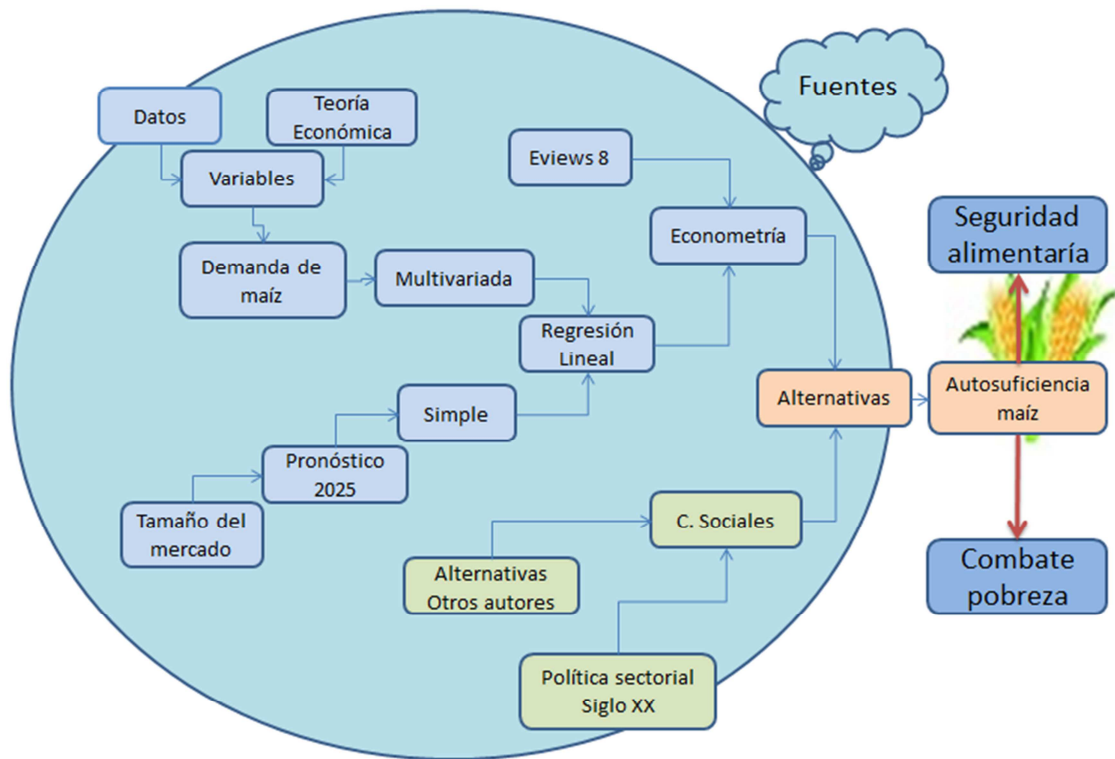 Fuentes
Datos
Teoría
Económica
Variables
Eviews 8
Econometría
Demanda de
maíz
Multivariada
Regresión
Lineal
Simple
Pronóstico
2025
Tamaño del
mercado
Alternativas
Autosuficiencia
maíz
Seguridad
alimentaría
Combate
pobreza
C. Sociales
Alternativas
Otros autores
Política sectorial
Siglo XX